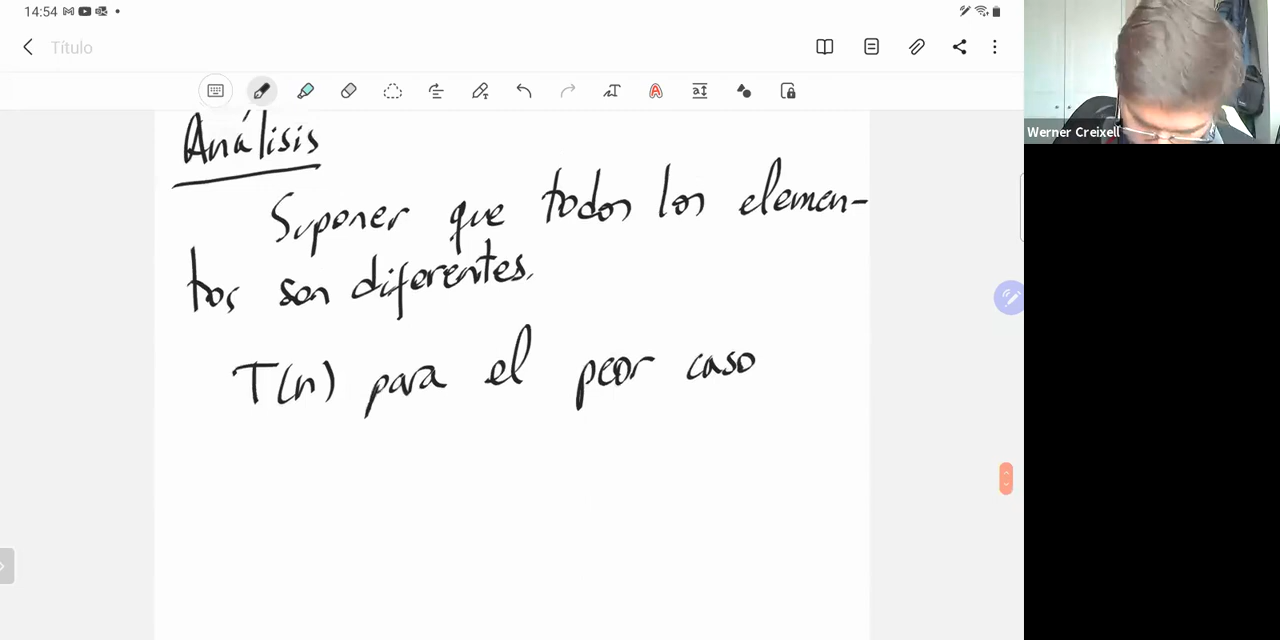 14:54
Título
Werner Creixell
Análisis
Suponer que todos los elemen-
tos son diferentes.
T(n) para el peor caso